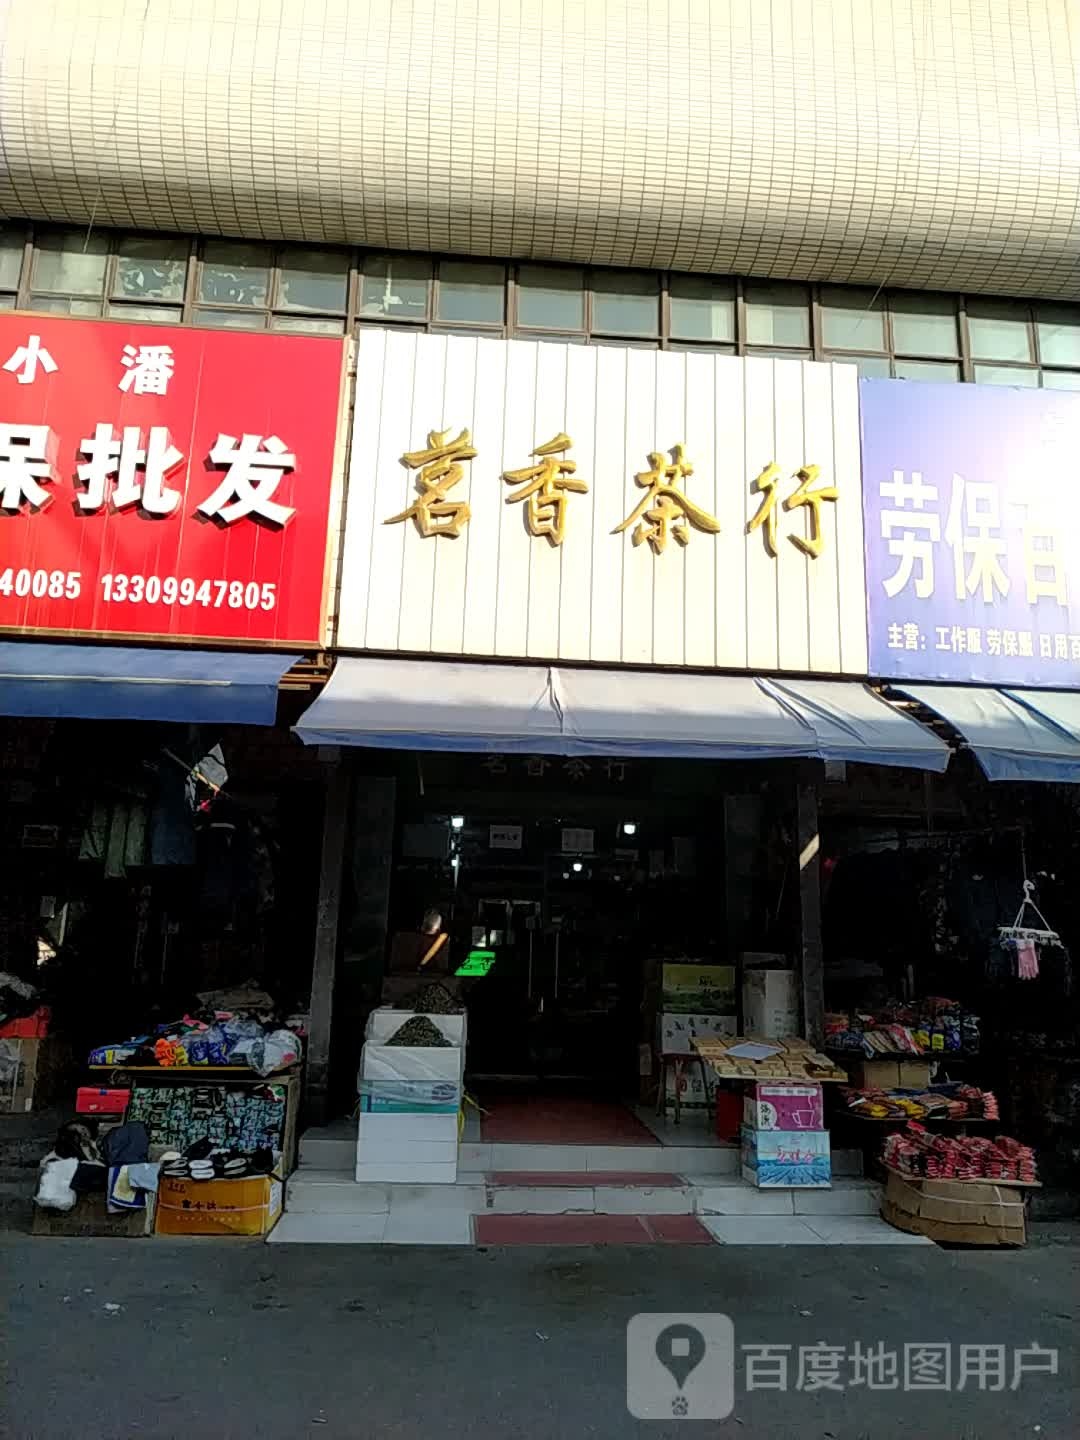 小潘
保批发
40085 13309947805
茗香茶行
劳保百
主营：工作服 劳保服 日用百
茗香茶行
百度地图用户